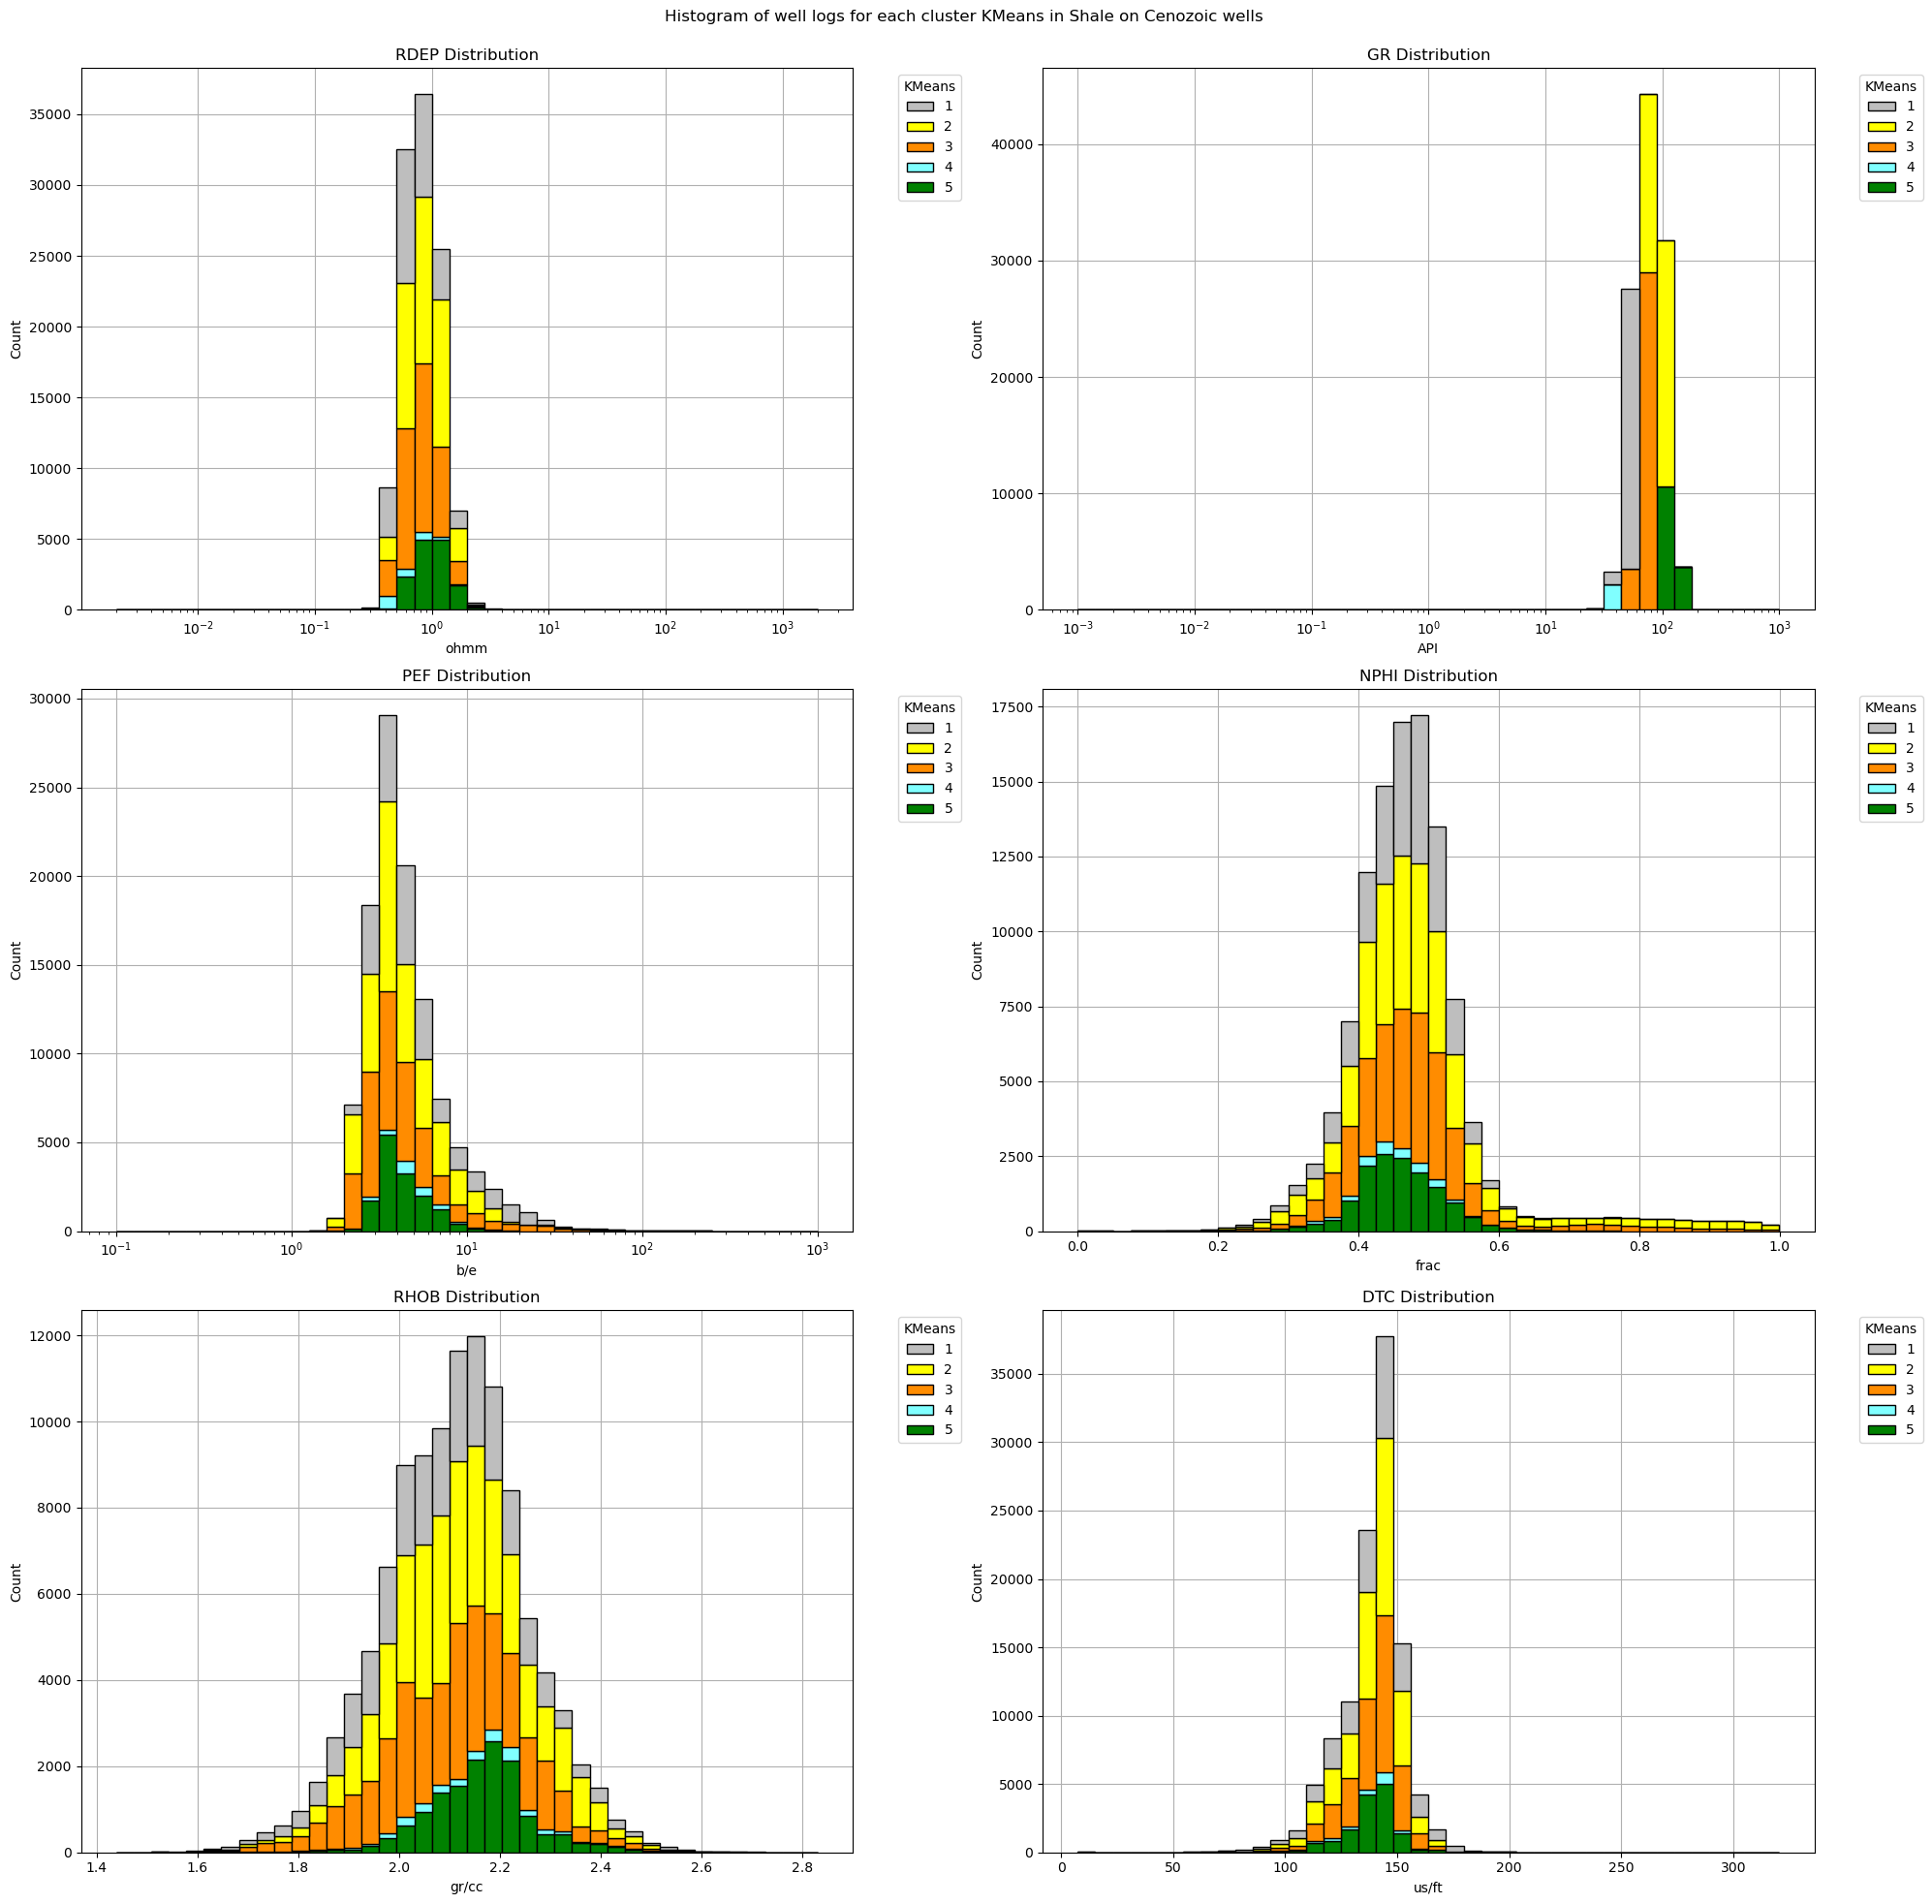 Histogram of well logs for each cluster KMeans in Shale on Cenozoic wells
RDEP Distribution
Count
35000
30000
25000
20000
15000
10000
5000
0
10⁻² 10⁻¹ 10⁰ 10¹ 10² 10³
ohmm
KMeans
1
2
3
4
5
GR Distribution
Count
40000
30000
20000
10000
0
10⁻³ 10⁻² 10⁻¹ 10⁰ 10¹ 10² 10³
API
KMeans
1
2
3
4
5
PEF Distribution
Count
30000
25000
20000
15000
10000
5000
0
10⁻¹ 10⁰ 10¹ 10² 10³
b/e
KMeans
1
2
3
4
5
NPHI Distribution
Count
17500
15000
12500
10000
7500
5000
2500
0
0.0 0.2 0.4 0.6 0.8 1.0
frac
KMeans
1
2
3
4
5
RHOB Distribution
Count
12000
10000
8000
6000
4000
2000
0
1.4 1.6 1.8 2.0 2.2 2.4 2.6 2.8
gr/cc
KMeans
1
2
3
4
5
DTC Distribution
Count
35000
30000
25000
20000
15000
10000
5000
0
0 50 100 150 200 250 300
us/ft
KMeans
1
2
3
4
5